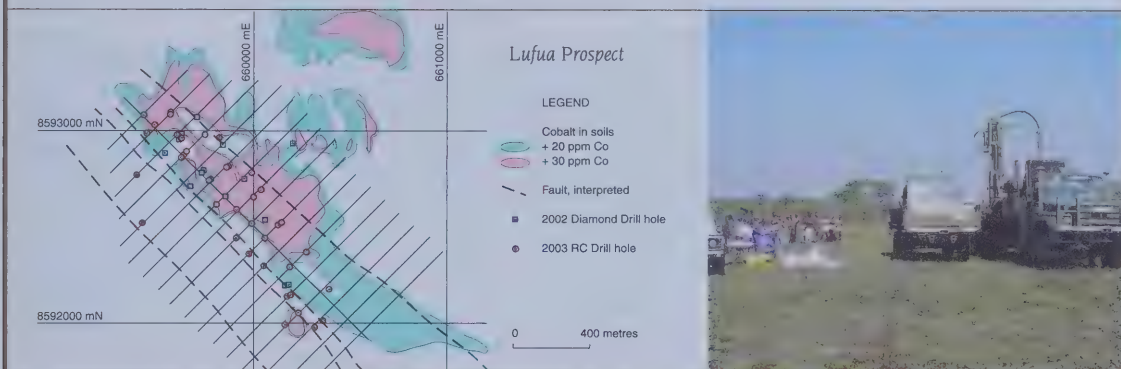 660000 mE
661000 mE
8593000 mN
8592000 mN
Lufua Prospect
LEGEND
Cobalt in soils
+ 20 ppm Co
+ 30 ppm Co
Fault, interpreted
2002 Diamond Drill hole
2003 RC Drill hole
0 400 metres